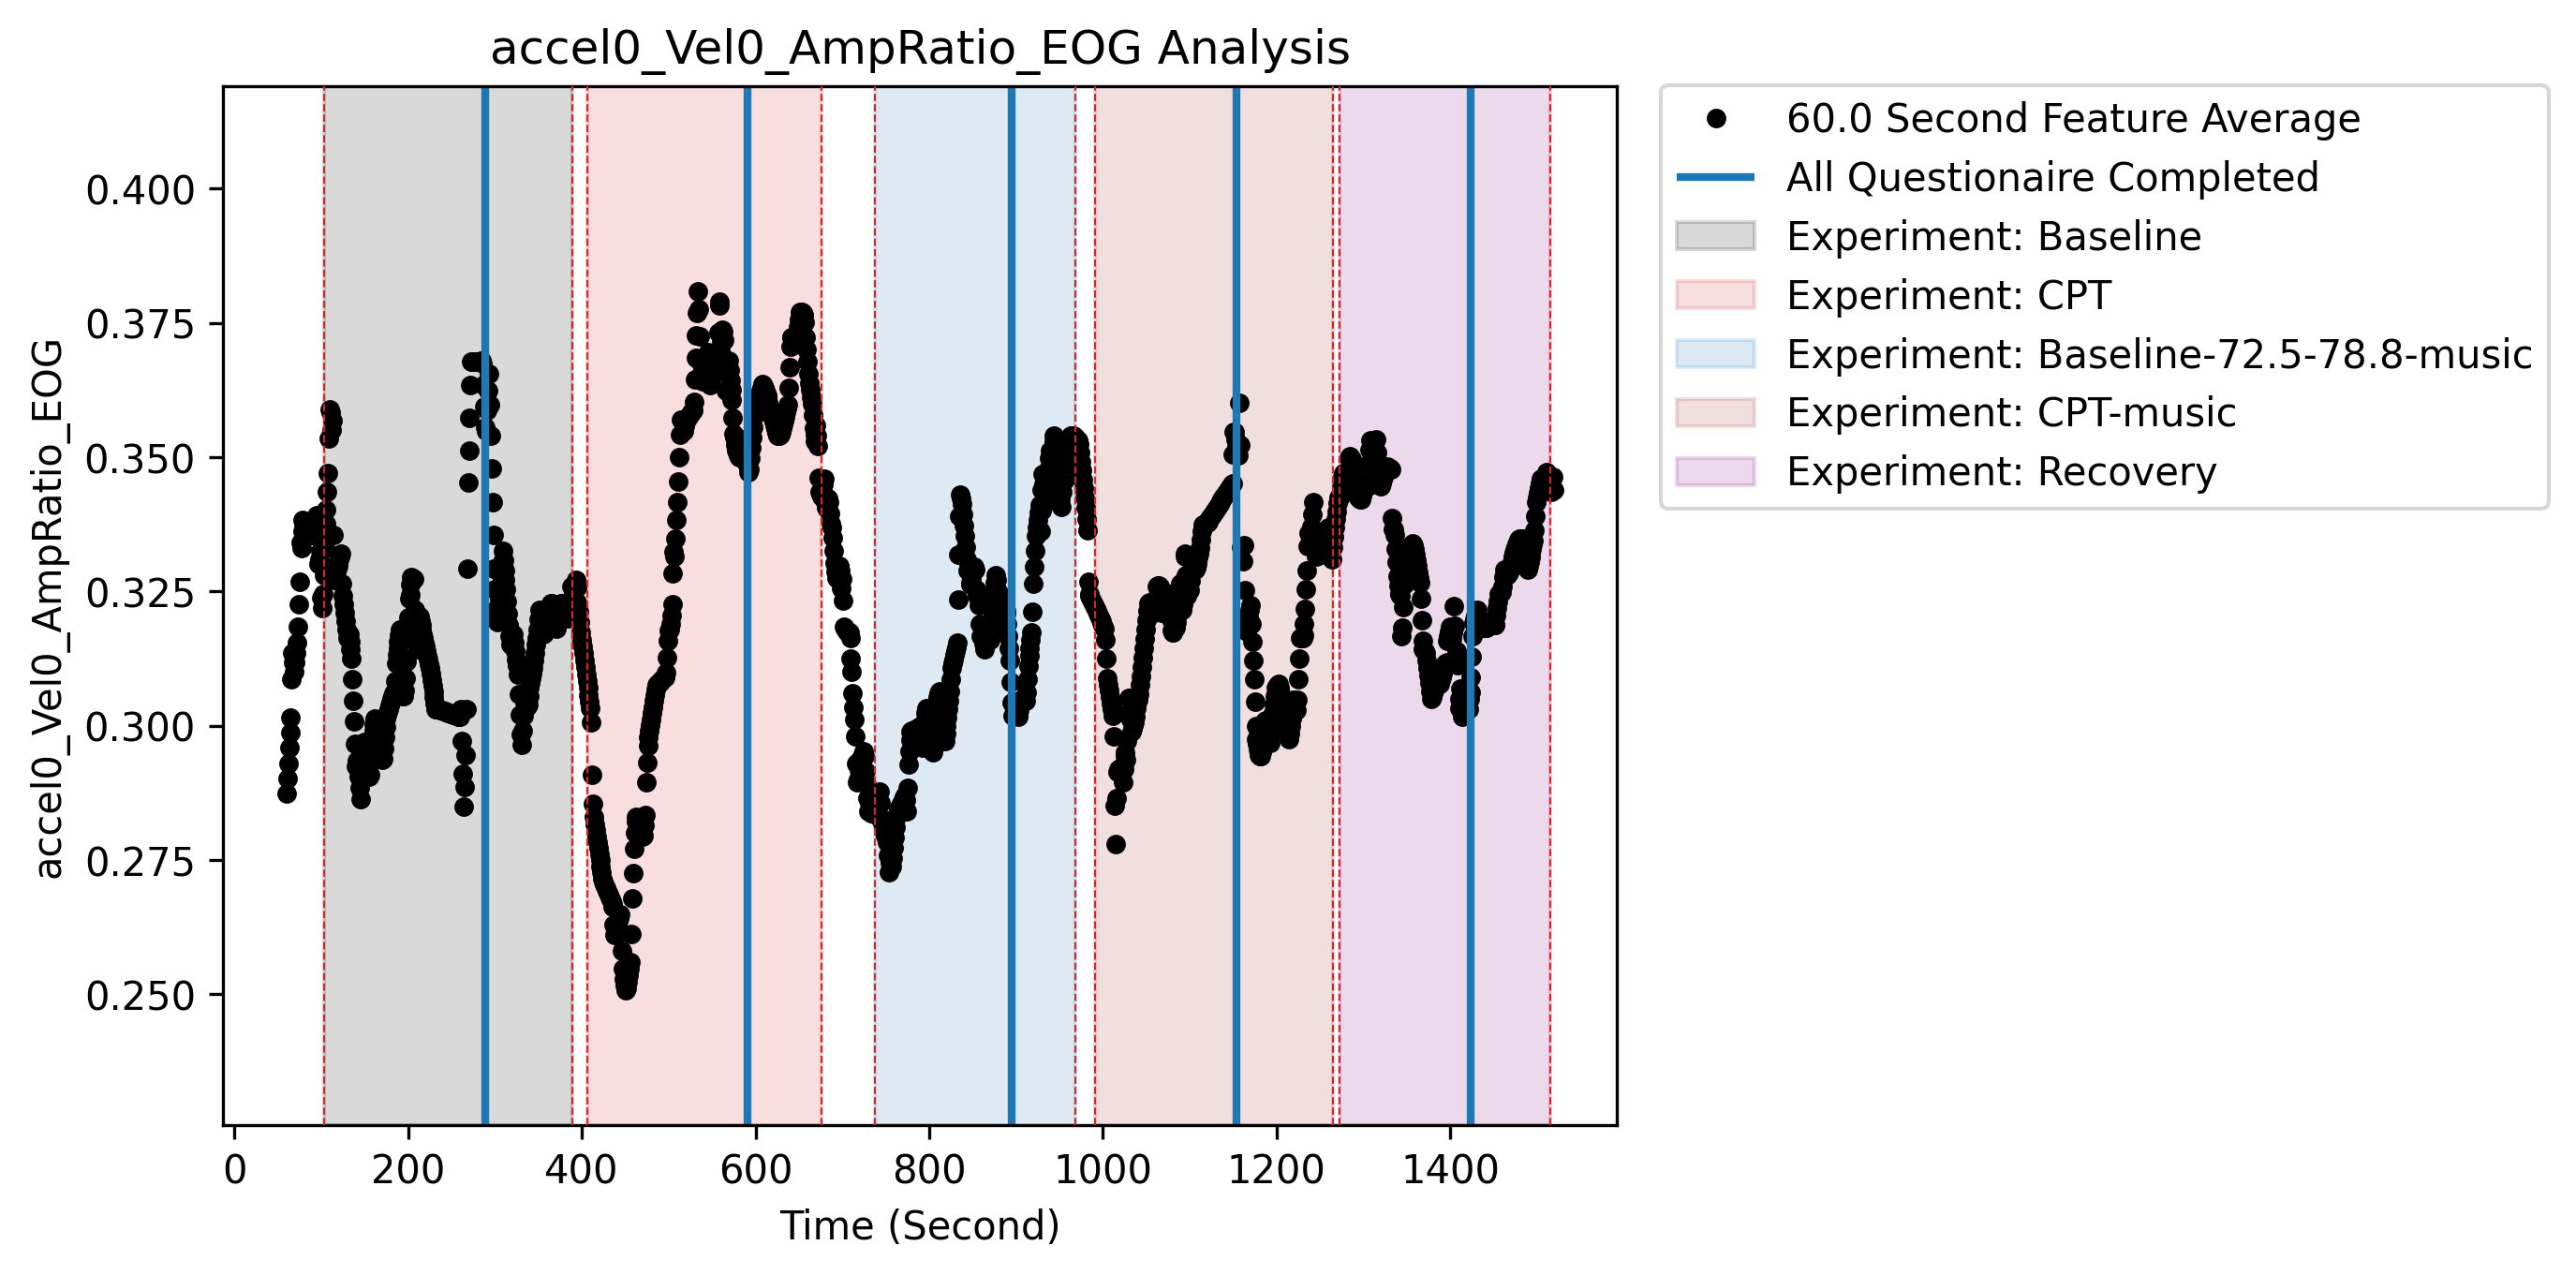 accel0_Vel0_AmpRatio_EOG Analysis
accel0_Vel0_AmpRatio_EOG
0.400
0.375
0.350
0.325
0.300
0.275
0.250
0 200 400 600 800 1000 1200 1400
Time (Second)
60.0 Second Feature Average
All Questionaire Completed
Experiment: Baseline
Experiment: CPT
Experiment: Baseline-72.5-78.8-music
Experiment: CPT-music
Experiment: Recovery